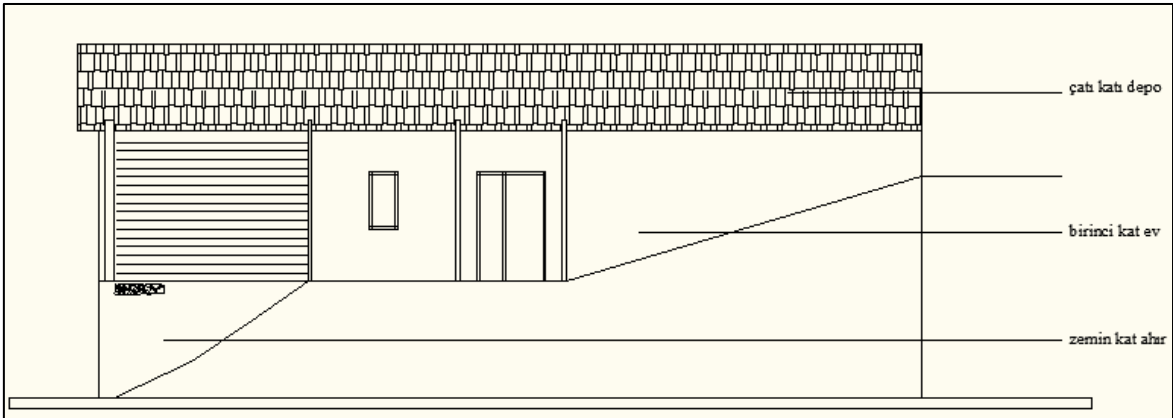 çatı katı depo
birinci kat ev
zemin kat ahır